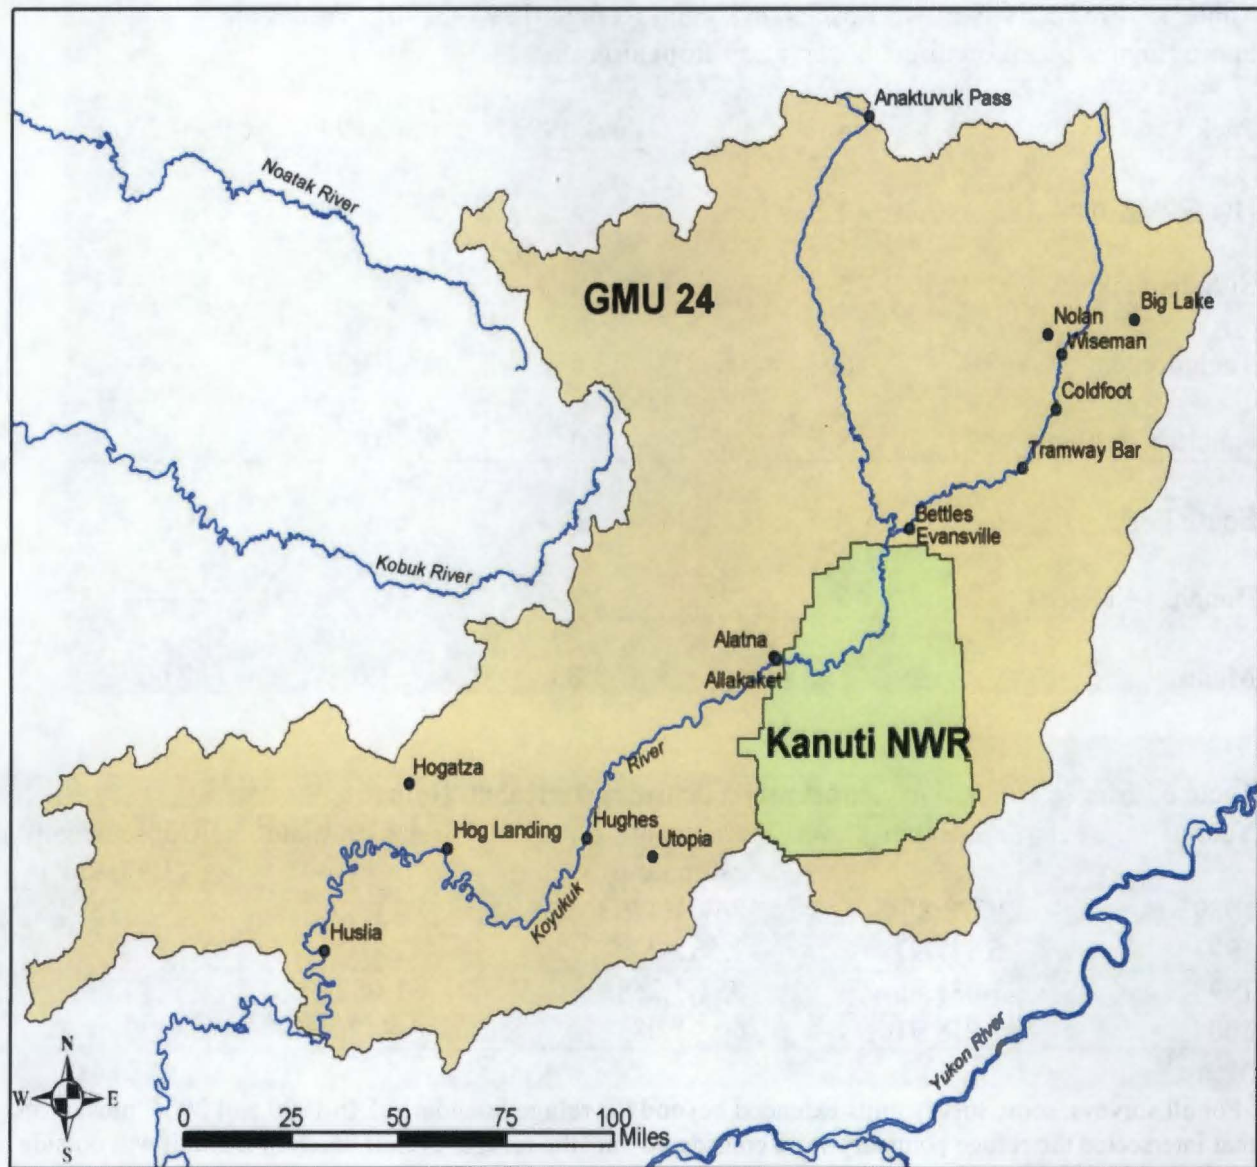 Anaktuvuk Pass
Noatak River
GMU 24
Big Lake
Nolan
Wiseman
Coldfoot
Tramway Bar
Bettles
Evansville
Kobuk River
Alatna
Allakaket
Kanuti NWR
River
Hogatza
Hog Landing
Hughes
Utopia
Koyukuk
Huslia
Yukon River
N
W
E
S
0
25
50
75
100
Miles